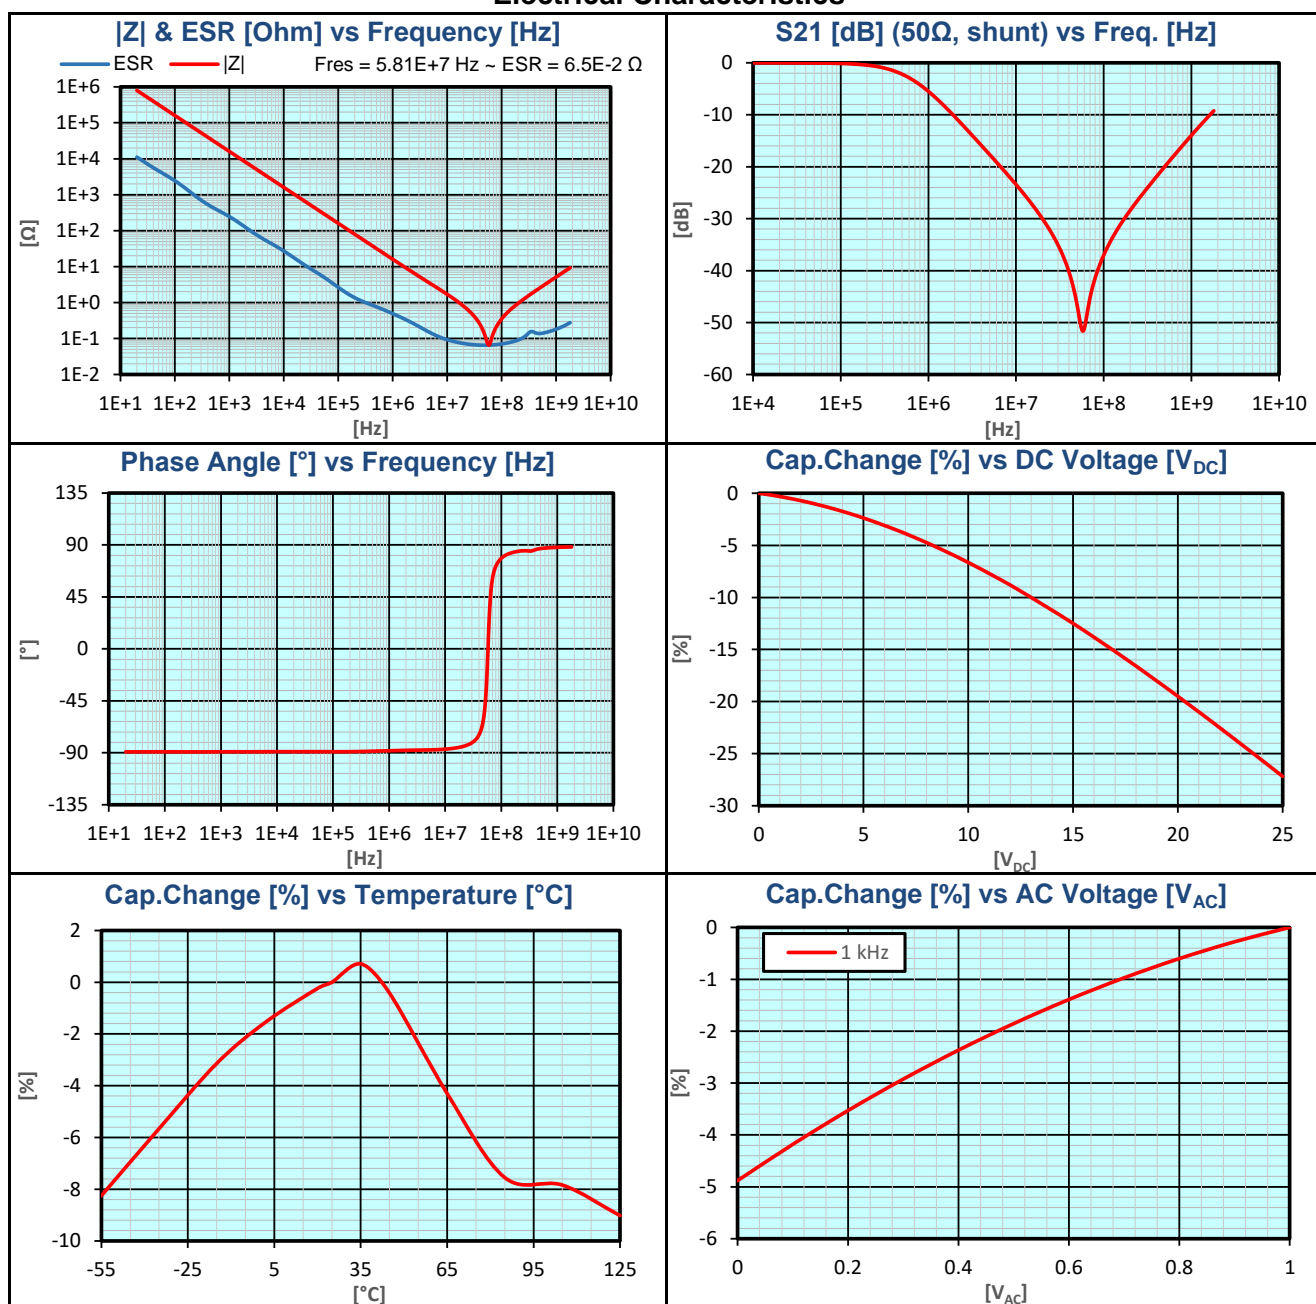 Electrical Characteristics
|Z| & ESR [Ohm] vs Frequency [Hz]
ESR |Z| Fres = 5.81E+7 Hz ~ ESR = 6.5E-2 Ω
1E+6
1E+5
1E+4
1E+3
1E+2
1E+1
1E+0
1E-1
1E-2
[Ω]
1E+1 1E+2 1E+3 1E+4 1E+5 1E+6 1E+7 1E+8 1E+9 1E+10
[Hz]
S21 [dB] (50Ω, shunt) vs Freq. [Hz]
0
-10
-20
-30
-40
-50
-60
[dB]
1E+4 1E+5 1E+6 1E+7 1E+8 1E+9 1E+10
[Hz]
Phase Angle [°] vs Frequency [Hz]
135
90
45
0
-45
-90
-135
[°]
1E+1 1E+2 1E+3 1E+4 1E+5 1E+6 1E+7 1E+8 1E+9 1E+10
[Hz]
Cap.Change [%] vs DC Voltage [VDC]
0
-5
-10
-15
-20
-25
-30
[%]
0 5 10 15 20 25
[VDC]
Cap.Change [%] vs Temperature [°C]
2
0
-2
-4
-6
-8
-10
[%]
-55 -25 5 35 65 95 125
[°C]
Cap.Change [%] vs AC Voltage [VAC]
1 kHz
0
-1
-2
-3
-4
-5
-6
[%]
0 0.2 0.4 0.6 0.8 1
[VAC]